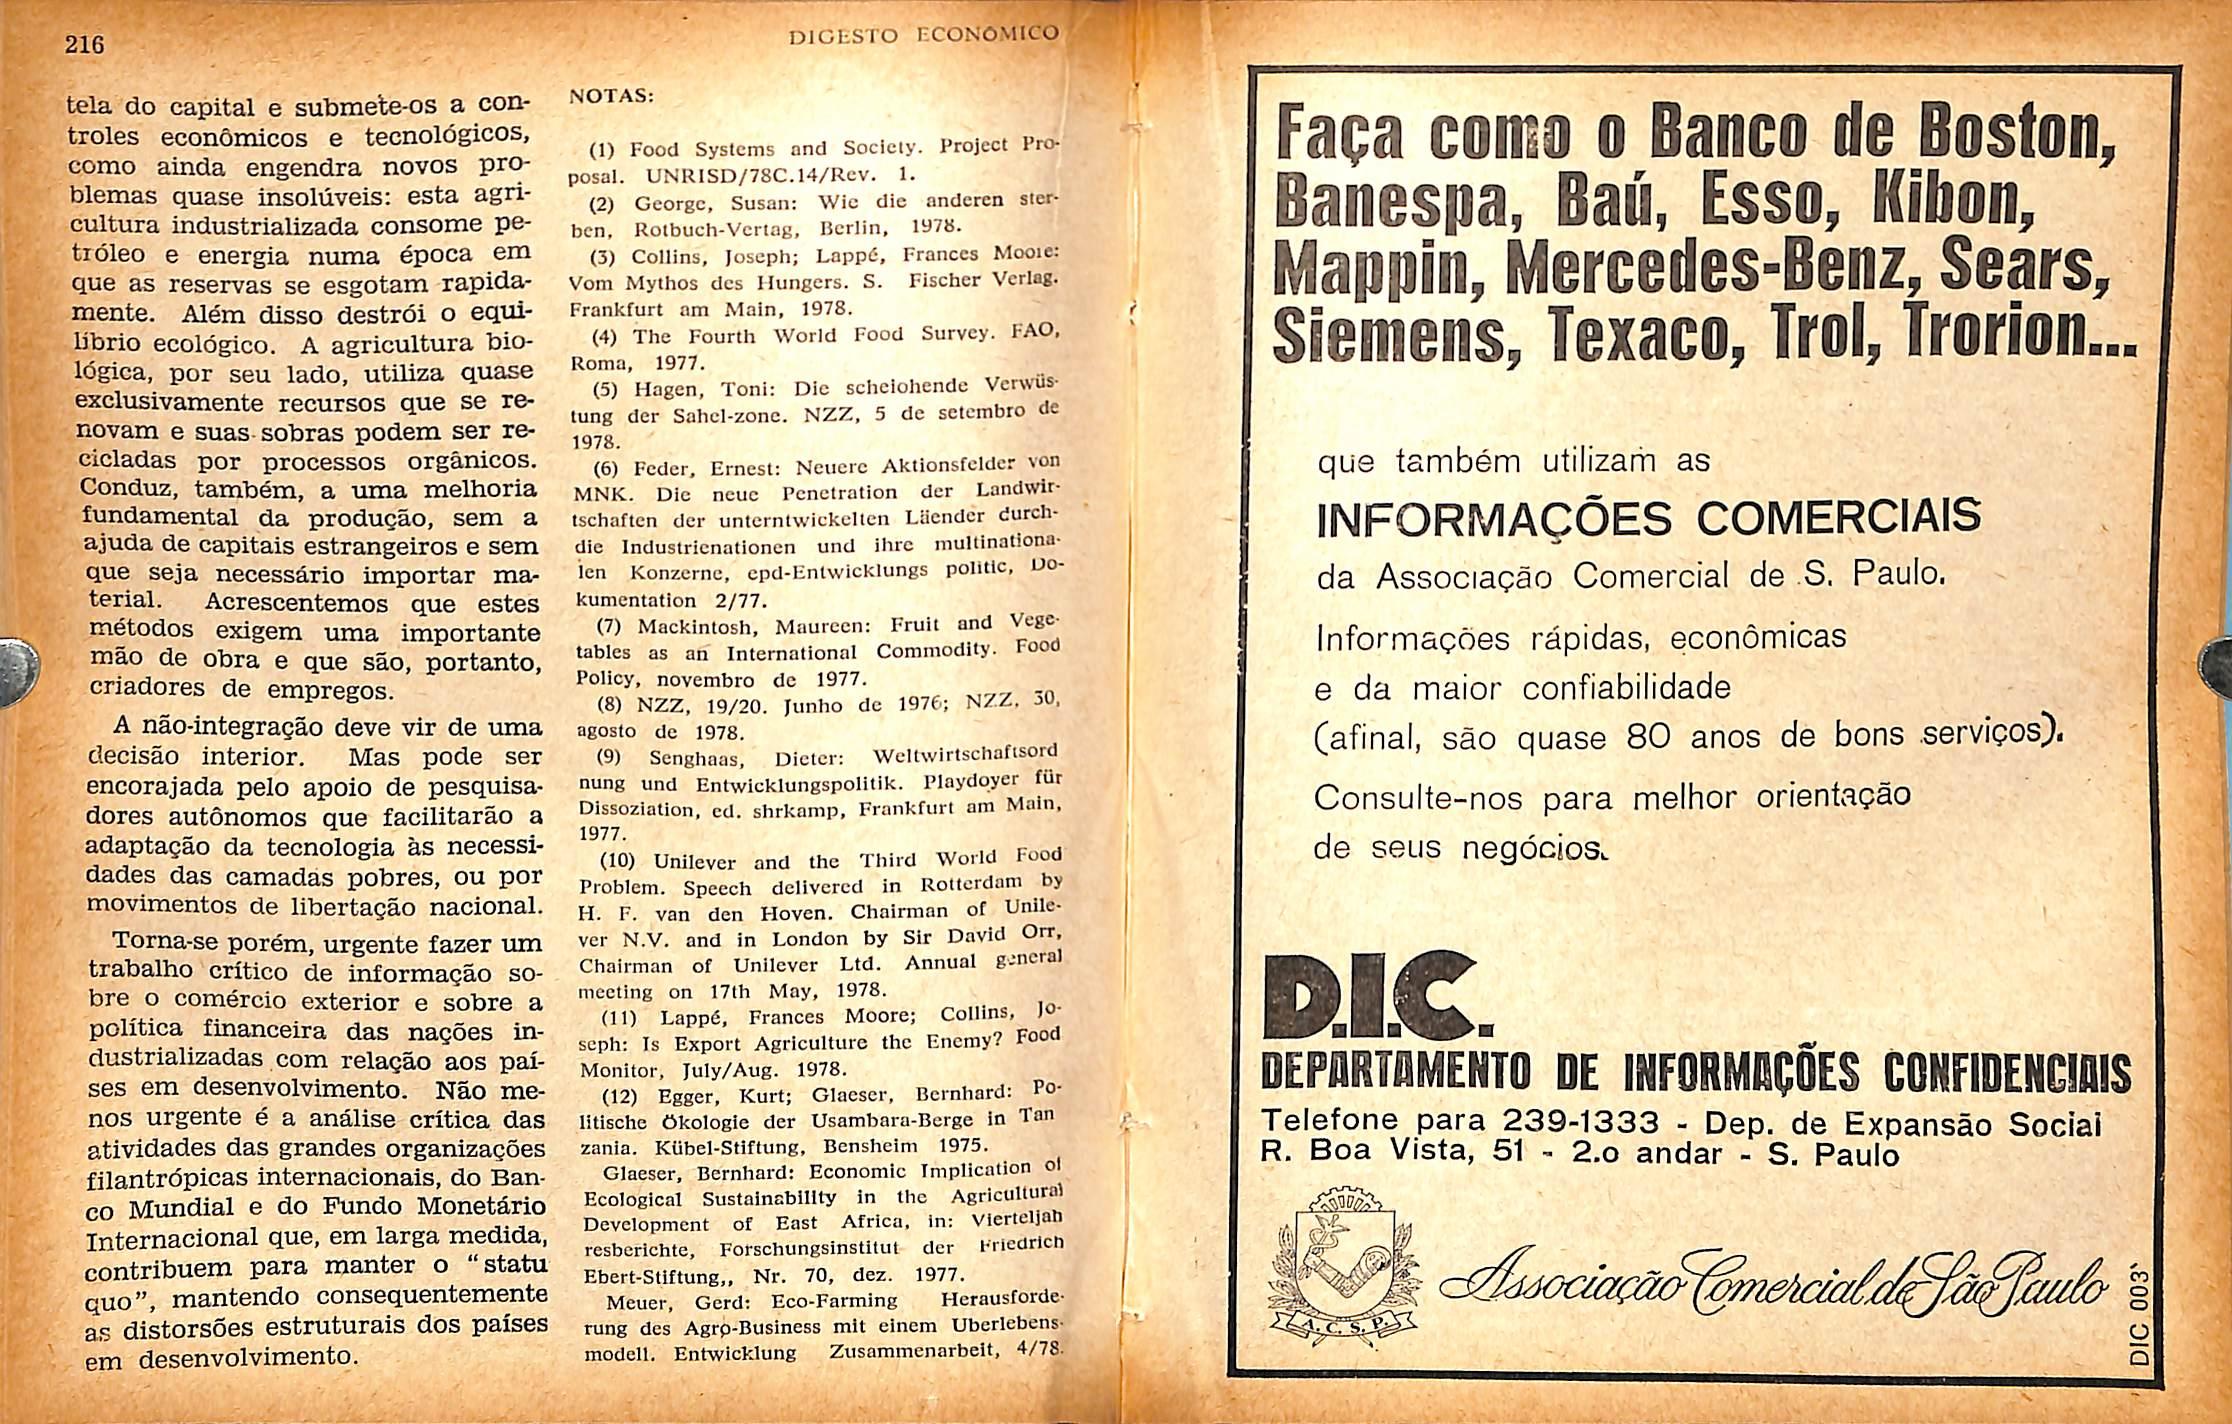 216
DIGESTO ECONÔMICO
tela do capital e submete-os a con-
troles econômicos e tecnológicos,
como ainda engendra novos pro-
blemas quase insolúveis: esta agri-
cultura industrializada consome pe-
tróleo e energia numa época em
que as reservas se esgotam rapida-
mente. Além disso destrói o equi-
líbrio ecológico. A agricultura bio-
lógica, por seu lado, utiliza quase
exclusivamente recursos que se re-
novam e suas sobras podem ser re-
cicladas por processos orgânicos.
Conduz, também, a uma melhoria
fundamental da produção, sem a
ajuda de capitais estrangeiros e sem
que seja necessário importar ma-
terial. Acrescentemos que estes
métodos exigem uma importante
mão de obra e que são, portanto,
criadores de empregos.
A não-integração deve vir de uma
decisão interior. Mas pode ser
encorajada pelo apoio de pesquisa-
dores autônomos que facilitarão a
adaptação da tecnologia às necessi-
dades das camadas pobres, ou por
movimentos de libertação nacional.
Torna-se porém, urgente fazer um
trabalho crítico de informação so-
bre o comércio exterior e sobre a
política financeira das nações in-
dustrializadas com relação aos paí-
ses em desenvolvimento. Não me-
nos urgente é a análise crítica das
atividades das grandes organizações
filantrópicas internacionais, do Ban-
co Mundial e do Fundo Monetário
Internacional que, em larga medida,
contribuem para manter o "statu
quo", mantendo consequentemente
as distorsões estruturais dos países
em desenvolvimento.
NOTAS:
(1) Food Systems and Society. Project Pro-
posal. UNRISD/78C.14/Rev. 1.
(2) George, Susan: Wie die anderen ster-
ben, Rotbuch-Vertag, Berlin, 1978.
(3) Collins, Joseph; Lappé, Frances Moore:
Vom Mythos des Hungers. S. Fischer Verlag.
Frankfurt am Main, 1978.
(4) The Fourth World Food Survey. FAO,
Roma, 1977.
(5) Hagen, Toni: Die scheiohende Verwüs-
tung der Sahel-zone. NZZ, 5 de setembro de
1978.
(6) Feder, Ernest: Neuere Aktionsfelder von
MNK. Die neue Penetration der Landwir-
tschaften der unterntwickelten Läender durch-
die Industrienationen und ihre multinationa-
len Konzerne, epd-Entwicklungs politic, Do-
kumentation 2/77.
(7) Mackintosh, Maureen: Fruit and Vege-
tables as an International Commodity. Food
Policy, novembro de 1977.
(8) NZZ, 19/20. Junho de 1976; NZZ, 30,
agosto de 1978.
(9) Senghaas, Dieter: Weltwirtschaftsord
nung und Entwicklungspolitik. Playdoyer für
Dissoziation, ed. shrkamp, Frankfurt am Main,
1977.
(10) Unilever and the Third World Food
Problem. Speech delivered in Rotterdam by
H. F. van den Hoven. Chairman of Unile-
ver N.V. and in London by Sir David Orr,
Chairman of Unilever Ltd. Annual general
meeting on 17th May, 1978.
(11) Lappé, Frances Moore; Collins, Jo-
seph: Is Export Agriculture the Enemy? Food
Monitor, July/Aug. 1978.
(12) Egger, Kurt; Glaeser, Bernhard: Po-
litische Ökologie der Usambara-Berge in Tan
zania. Kübel-Stiftung, Bensheim 1975.
Glaeser, Bernhard: Economic Implication of
Ecological Sustainability in the Agricultural
Development of East Africa, in: Vierteljah
resberichte, Forschungsinstitut der Friedrich
Ebert-Stiftung,, Nr. 70, dez. 1977.
Meuer, Gerd: Eco-Farming Herausforde-
rung des Agro-Business mit einem Uberlebens-
modell. Entwicklung Zusammenarbeit, 4/78.
Faça como o Banco de Boston,
Banespa, Baú, Esso, Kibon,
Mappin, Mercedes-Benz, Sears,
Siemens, Texaco, Trol, Trorion...
que também utilizam as
INFORMAÇÕES COMERCIAIS
da Associação Comercial de S. Paulo.
Informações rápidas, econômicas
e da maior confiabilidade
(afinal, são quase 80 anos de bons serviços).
Consulte-nos para melhor orientação
de seus negócios.
D.I.C.
DEPARTAMENTO DE INFORMAÇÕES CONFIDENCIAIS
Telefone para 239-1333 - Dep. de Expansão Social
R. Boa Vista, 51 - 2.o andar - S. Paulo
A.C.S.P.
Associação Comercial de São Paulo
DIC 003